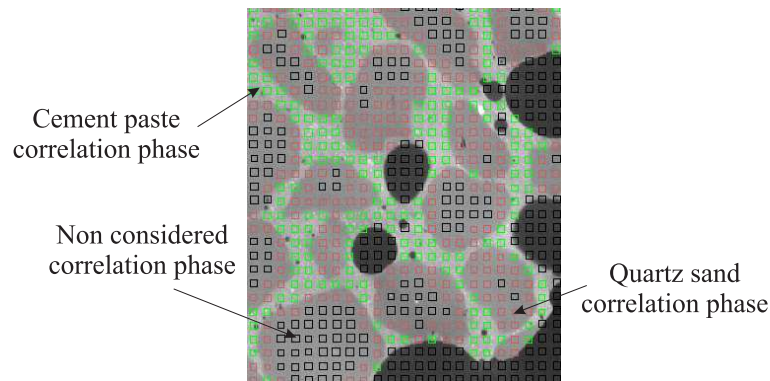 Cement paste
correlation phase
Non considered
correlation phase
Quartz sand
correlation phase